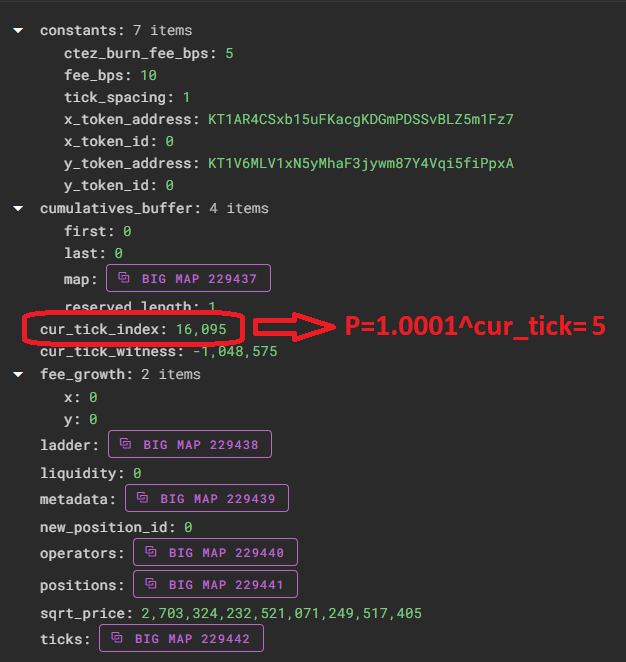 constants: 7 items
ctez_burn_fee_bps: 5
fee_bps: 10
tick_spacing: 1
x_token_address: KT1AR4CSxb15uFKacgKDGmPDSSvBLZ5m1Fz7
x_token_id: 0
y_token_address: KT1V6MLV1xN5yMhaF3jywm87Y4Vqi5fiPpxA
y_token_id: 0
cumulatives_buffer: 4 items
first: 0
last: 0
map: BIG MAP 229437
reserved_length: 1
cur_tick_index: 16,095 P=1.0001^cur_tick= 5
cur_tick_witness: -1,048,575
fee_growth: 2 items
x: 0
y: 0
ladder: BIG MAP 229438
liquidity: 0
metadata: BIG MAP 229439
new_position_id: 0
operators: BIG MAP 229440
positions: BIG MAP 229441
sqrt_price: 2,703,324,232,521,071,249,517,405
ticks: BIG MAP 229442